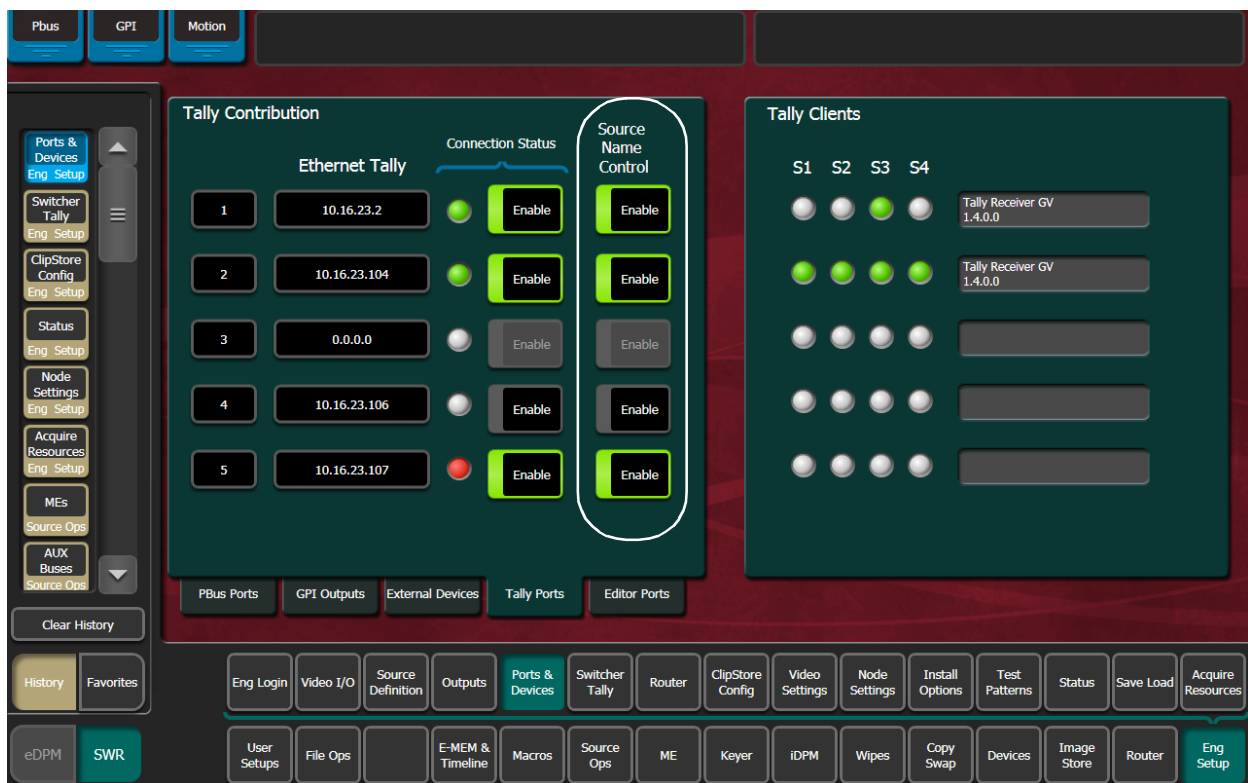 Pbus GPI Motion
Tally Contribution
Connection Status
Source
Name
Control
Ethernet Tally
1 10.16.23.2 Enable Enable
2 10.16.23.104 Enable Enable
3 0.0.0.0 Enable Enable
4 10.16.23.106 Enable Enable
5 10.16.23.107 Enable Enable
PBus Ports GPI Outputs External Devices Tally Ports Editor Ports
Tally Clients
S1 S2 S3 S4
Tally Receiver GV
1.4.0.0
Tally Receiver GV
1.4.0.0
Ports &
Devices
Eng Setup
Switcher
Tally
Eng Setup
ClipStore
Config
Eng Setup
Status
Eng Setup
Node
Settings
Eng Setup
Acquire
Resources
Eng Setup
MEs
Source Ops
AUX
Buses
Source Ops
Clear History
History Favorites
eDPM SWR
Eng Login
Video I/O
Source
Definition
Outputs
Ports &
Devices
Switcher
Tally
Router
ClipStore
Config
Video
Settings
Node
Settings
Install
Options
Test
Patterns
Status
Save Load
Acquire
Resources
User
Setups
File Ops
E-MEM &
Timeline
Macros
Source
Ops
ME
Keyer
iDPM
Wipes
Copy
Swap
Devices
Image
Store
Router
Eng
Setup